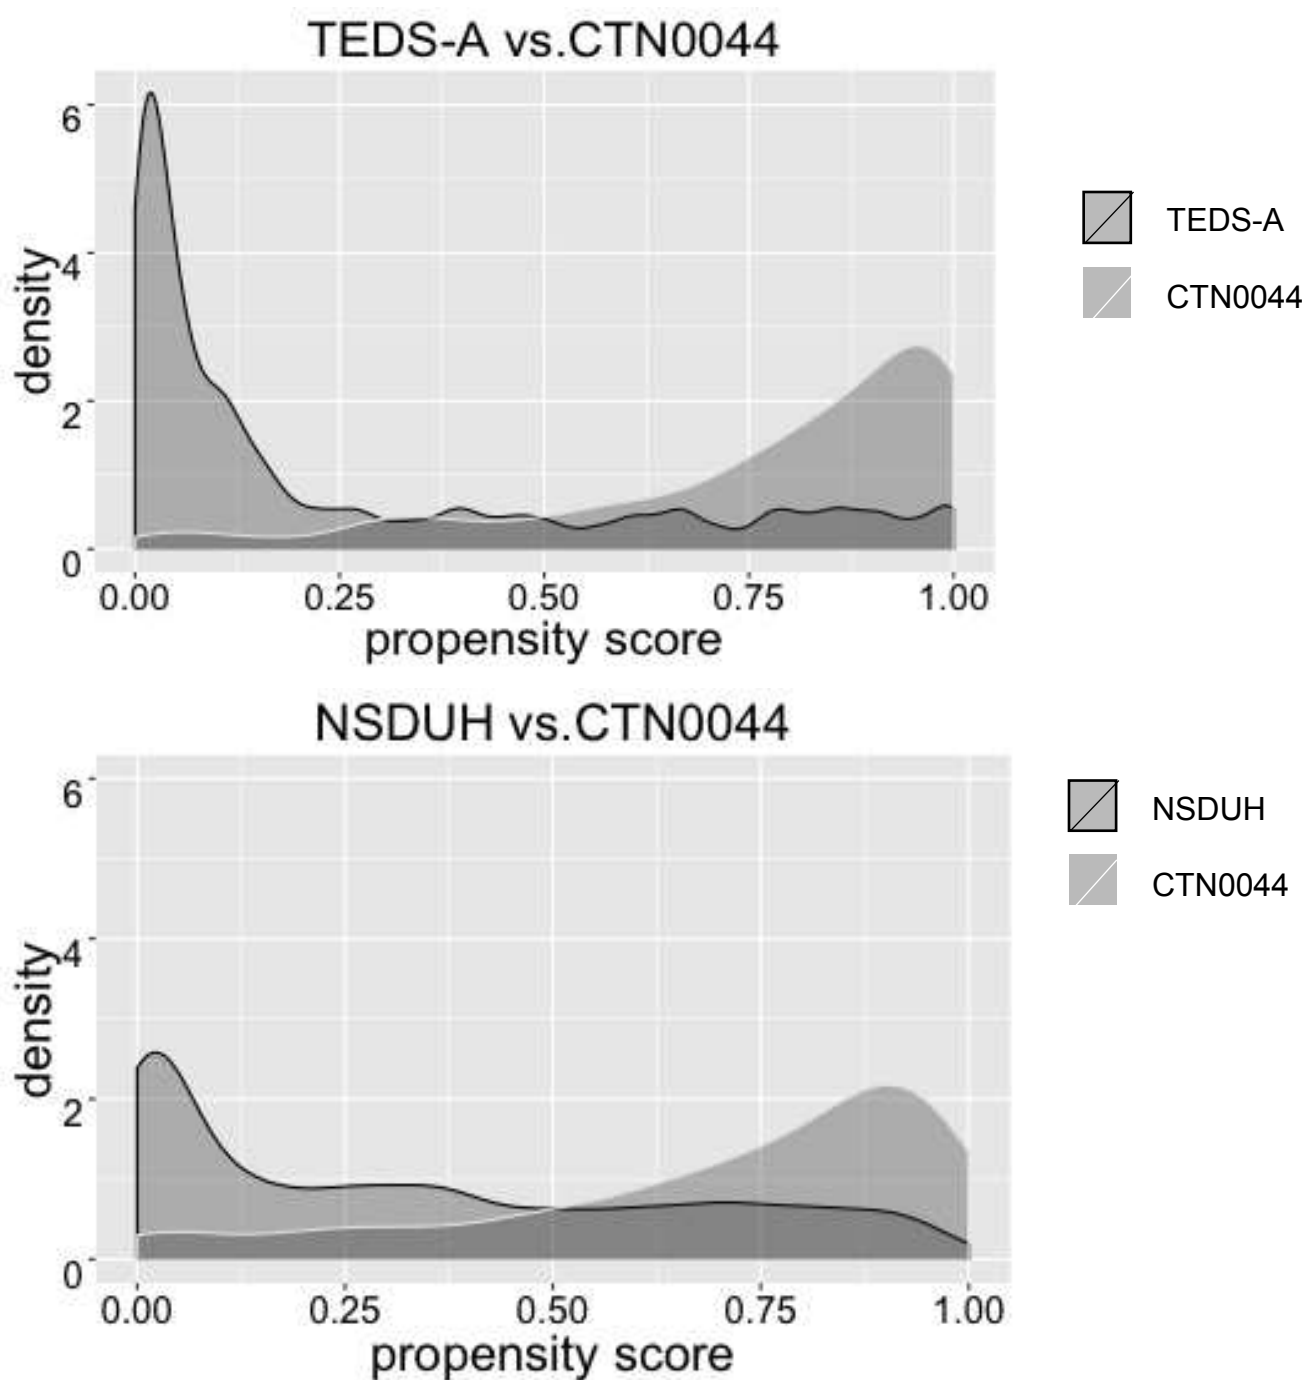 TEDS-A vs.CTN0044
6
4
2
0
density
0.00 0.25 0.50 0.75 1.00
propensity score
TEDS-A
CTN0044
NSDUH vs.CTN0044
6
4
2
0
density
0.00 0.25 0.50 0.75 1.00
propensity score
NSDUH
CTN0044